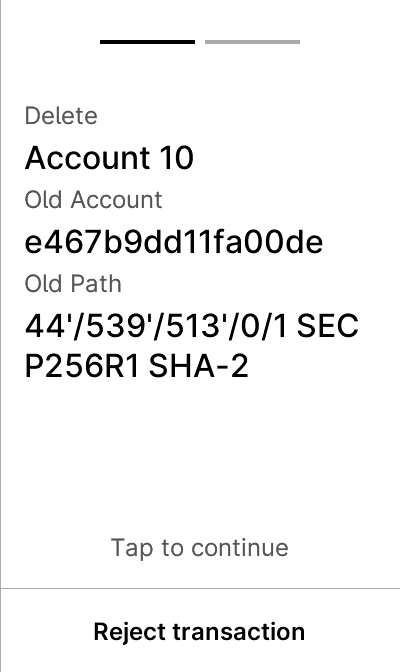 Delete
Account 10
Old Account
e467b9dd11fa00de
Old Path
44'/539'/513'/0/1 SEC
P256R1 SHA-2
Tap to continue
Reject transaction